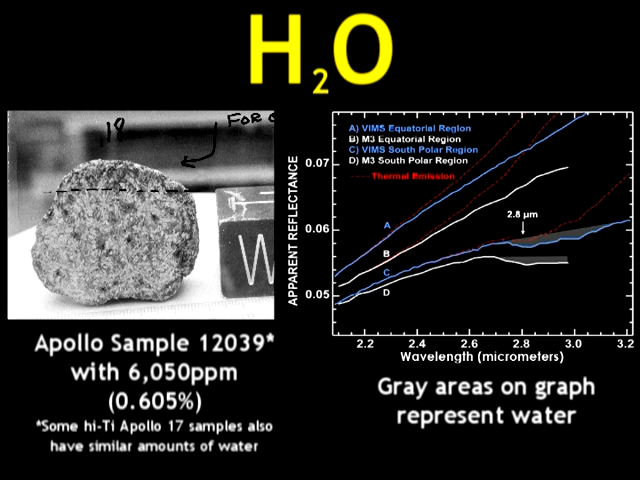 H2O
18
FOR
W
Apollo Sample 12039*
with 6,050ppm
(0.605%)
*Some hi-Ti Apollo 17 samples also
have similar amounts of water
A) VIMS Equatorial Region
B) M3 Equatorial Region
C) VIMS South Polar Region
D) M3 South Polar Region
Thermal Emission
APPARENT REFLECTANCE
0.07
0.06
0.05
2.8 µm
A
B
C
D
2.2 2.4 2.6 2.8 3.0 3.2
Wavelength (micrometers)
Gray areas on graph
represent water